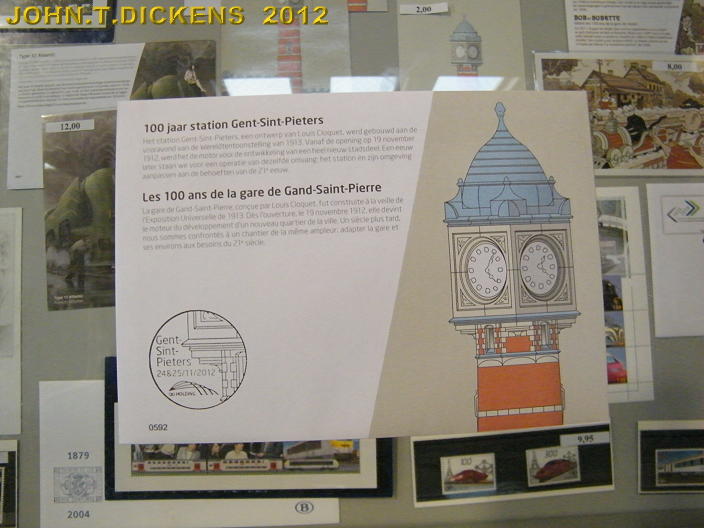 JOHN.T.DICKENS 2012
2,00
BOB ET BOBETTE
8,00
12,00
100 jaar station Gent-Sint-Pieters
Het station Gent-Sint-Pieters, een ontwerp van Louis Cloquet, werd gebouwd aan de
vooravond van de Wereldtentoonstelling van 1913. Vanaf de opening op 19 november
1912, werd het de motor voor de ontwikkeling van een heel nieuw stadsdeel. Een eeuw
later staan we voor een operatie van dezelfde omvang: het station en zijn omgeving
aanpassen aan de behoeften van de 21e eeuw.
Les 100 ans de la gare de Gand-Saint-Pierre
La gare de Gand-Saint-Pierre, conçue par Louis Cloquet, fut construite à la veille de
l'Exposition Universelle de 1913. Dès l'ouverture, le 19 novembre 1912, elle devint
le moteur du développement d'un nouveau quartier de la ville. Un siècle plus tard,
nous sommes confrontés à un chantier de la même ampleur: adapter la gare et
ses environs aux besoins du 21e siècle.
Gent-
Sint-
Pieters
24&25/11/2012
HOLDING
0592
1879
2004
B
100
300
9,95